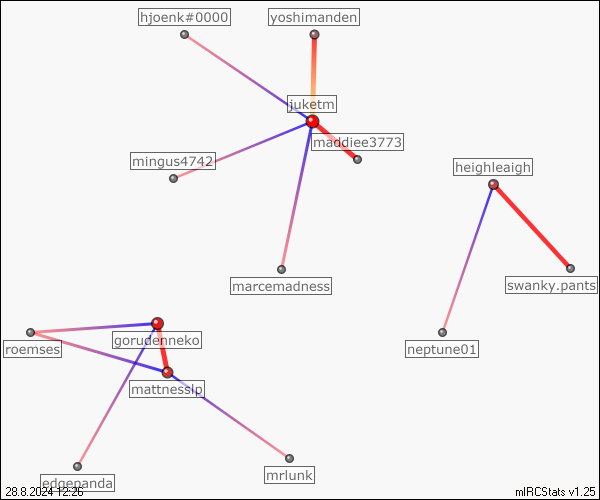 hjoenk#0000
yoshimanden
juketm
maddiee3773
mingus4742
heighleaigh
marcemadness
swanky.pants
gorudenneko
roemses
neptune01
mattnesslp
mrlunk
edgepanda
28.8.2024 12:26
mIRCStats v1.25